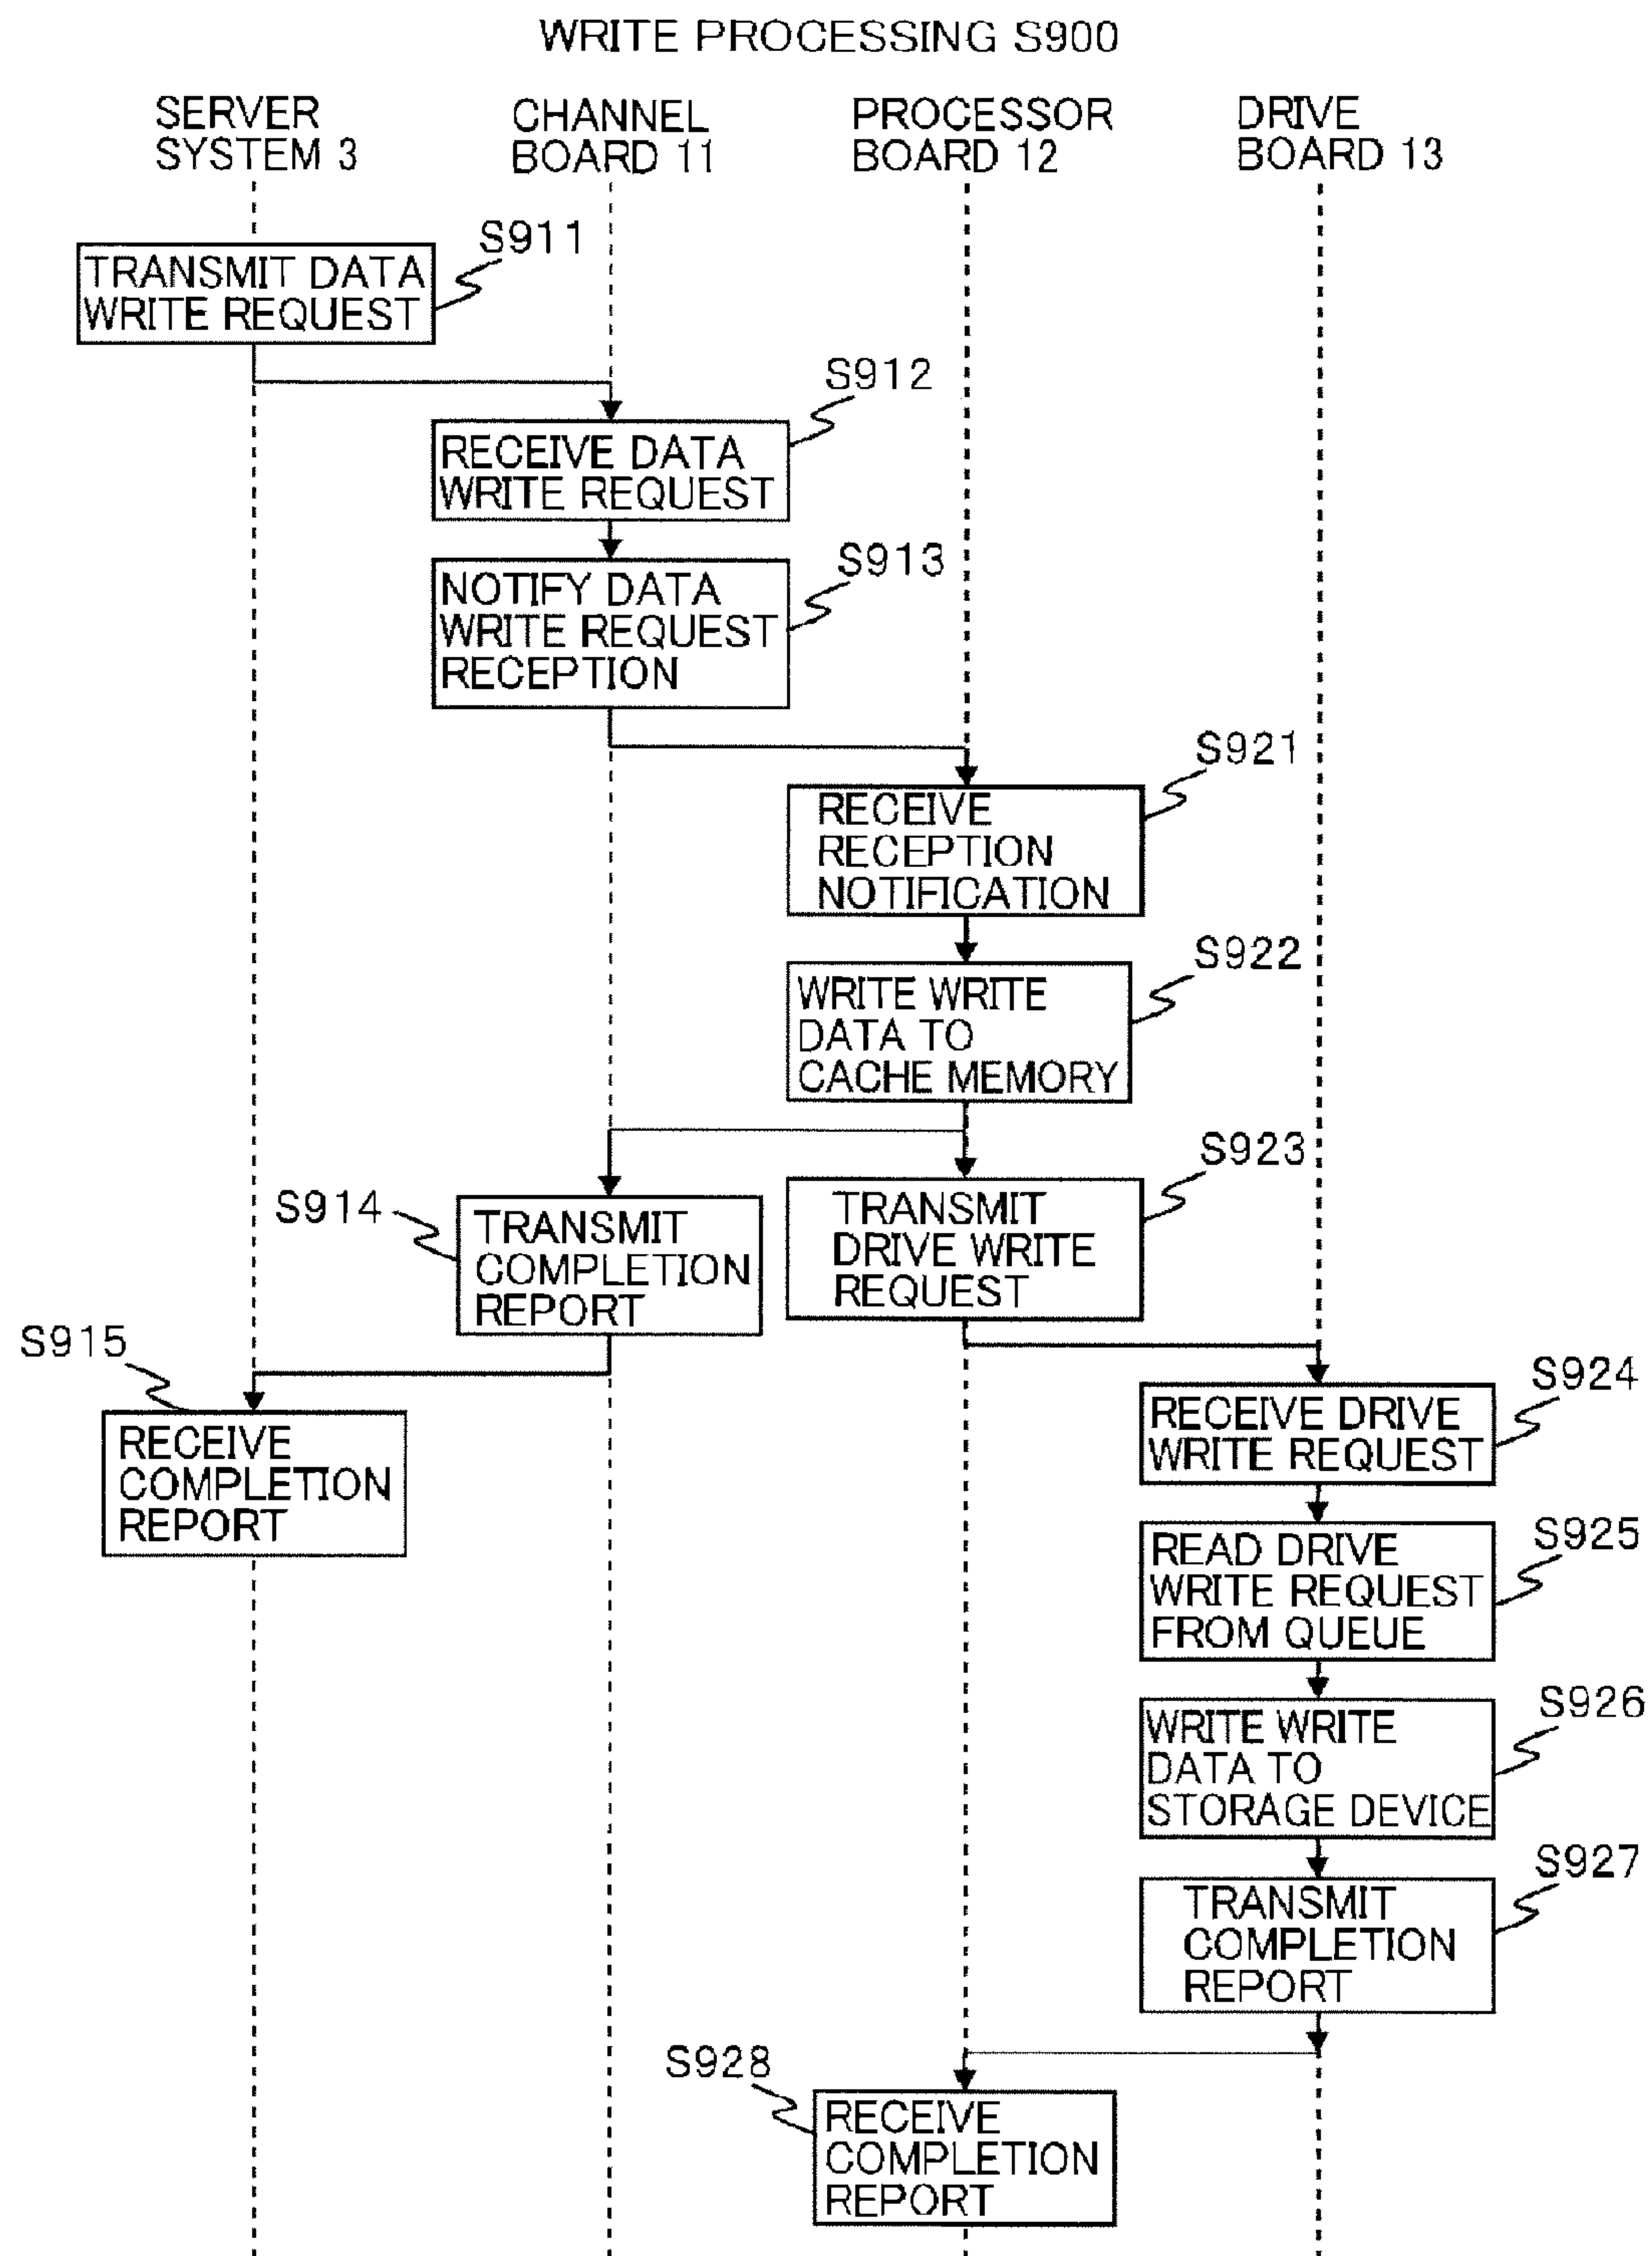 WRITE PROCESSING S900
SERVER
SYSTEM 3
CHANNEL
BOARD 11
PROCESSOR
BOARD 12
DRIVE
BOARD 13
S911
TRANSMIT DATA
WRITE REQUEST
S912
RECEIVE DATA
WRITE REQUEST
S913
NOTIFY DATA
WRITE REQUEST
RECEPTION
S921
RECEIVE
RECEPTION
NOTIFICATION
S922
WRITE WRITE
DATA TO
CACHE MEMORY
S923
TRANSMIT
DRIVE WRITE
REQUEST
S914
TRANSMIT
COMPLETION
REPORT
S915
RECEIVE
COMPLETION
REPORT
S924
RECEIVE DRIVE
WRITE REQUEST
S925
READ DRIVE
WRITE REQUEST
FROM QUEUE
S926
WRITE WRITE
DATA TO
STORAGE DEVICE
S927
TRANSMIT
COMPLETION
REPORT
S928
RECEIVE
COMPLETION
REPORT